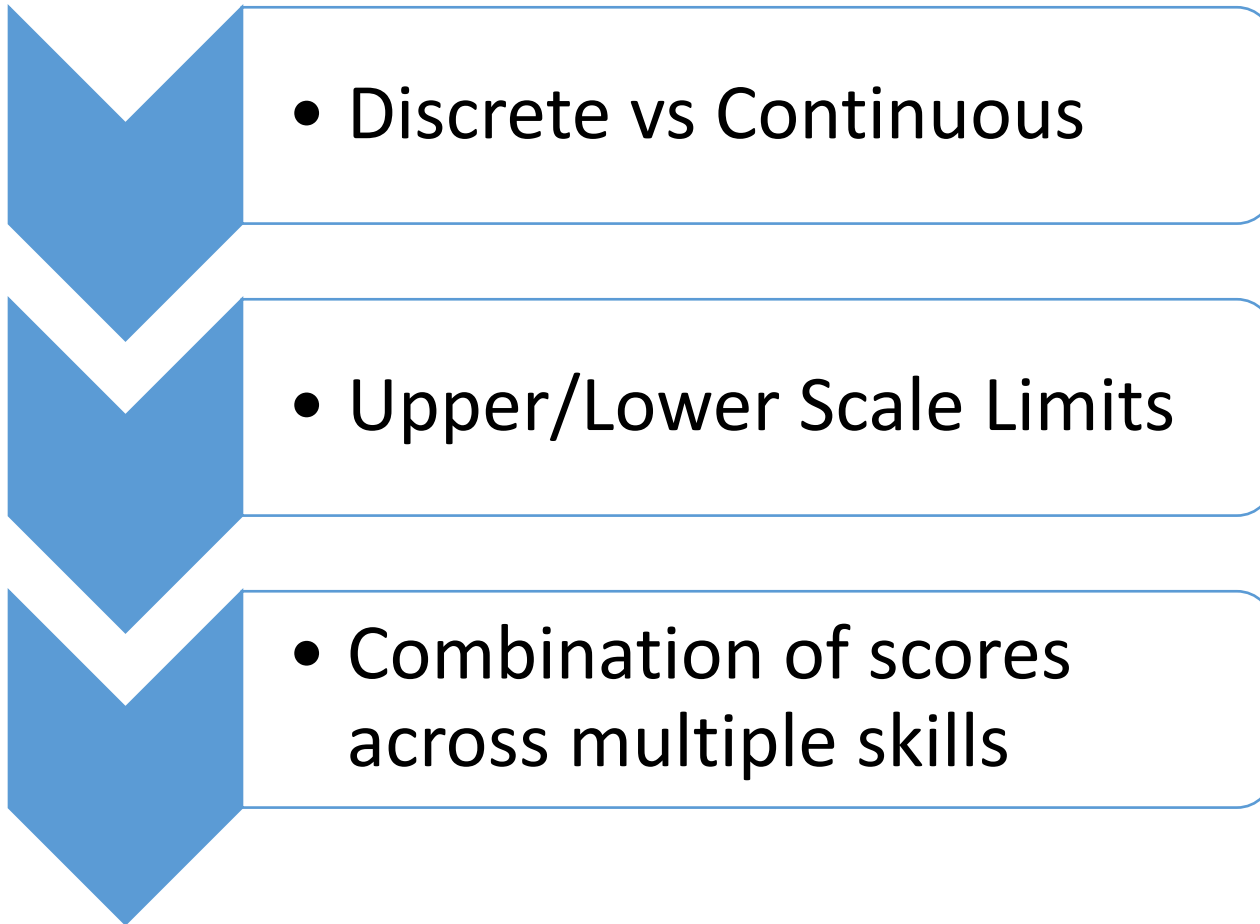 • Discrete vs Continuous
• Upper/Lower Scale Limits
• Combination of scores
across multiple skills